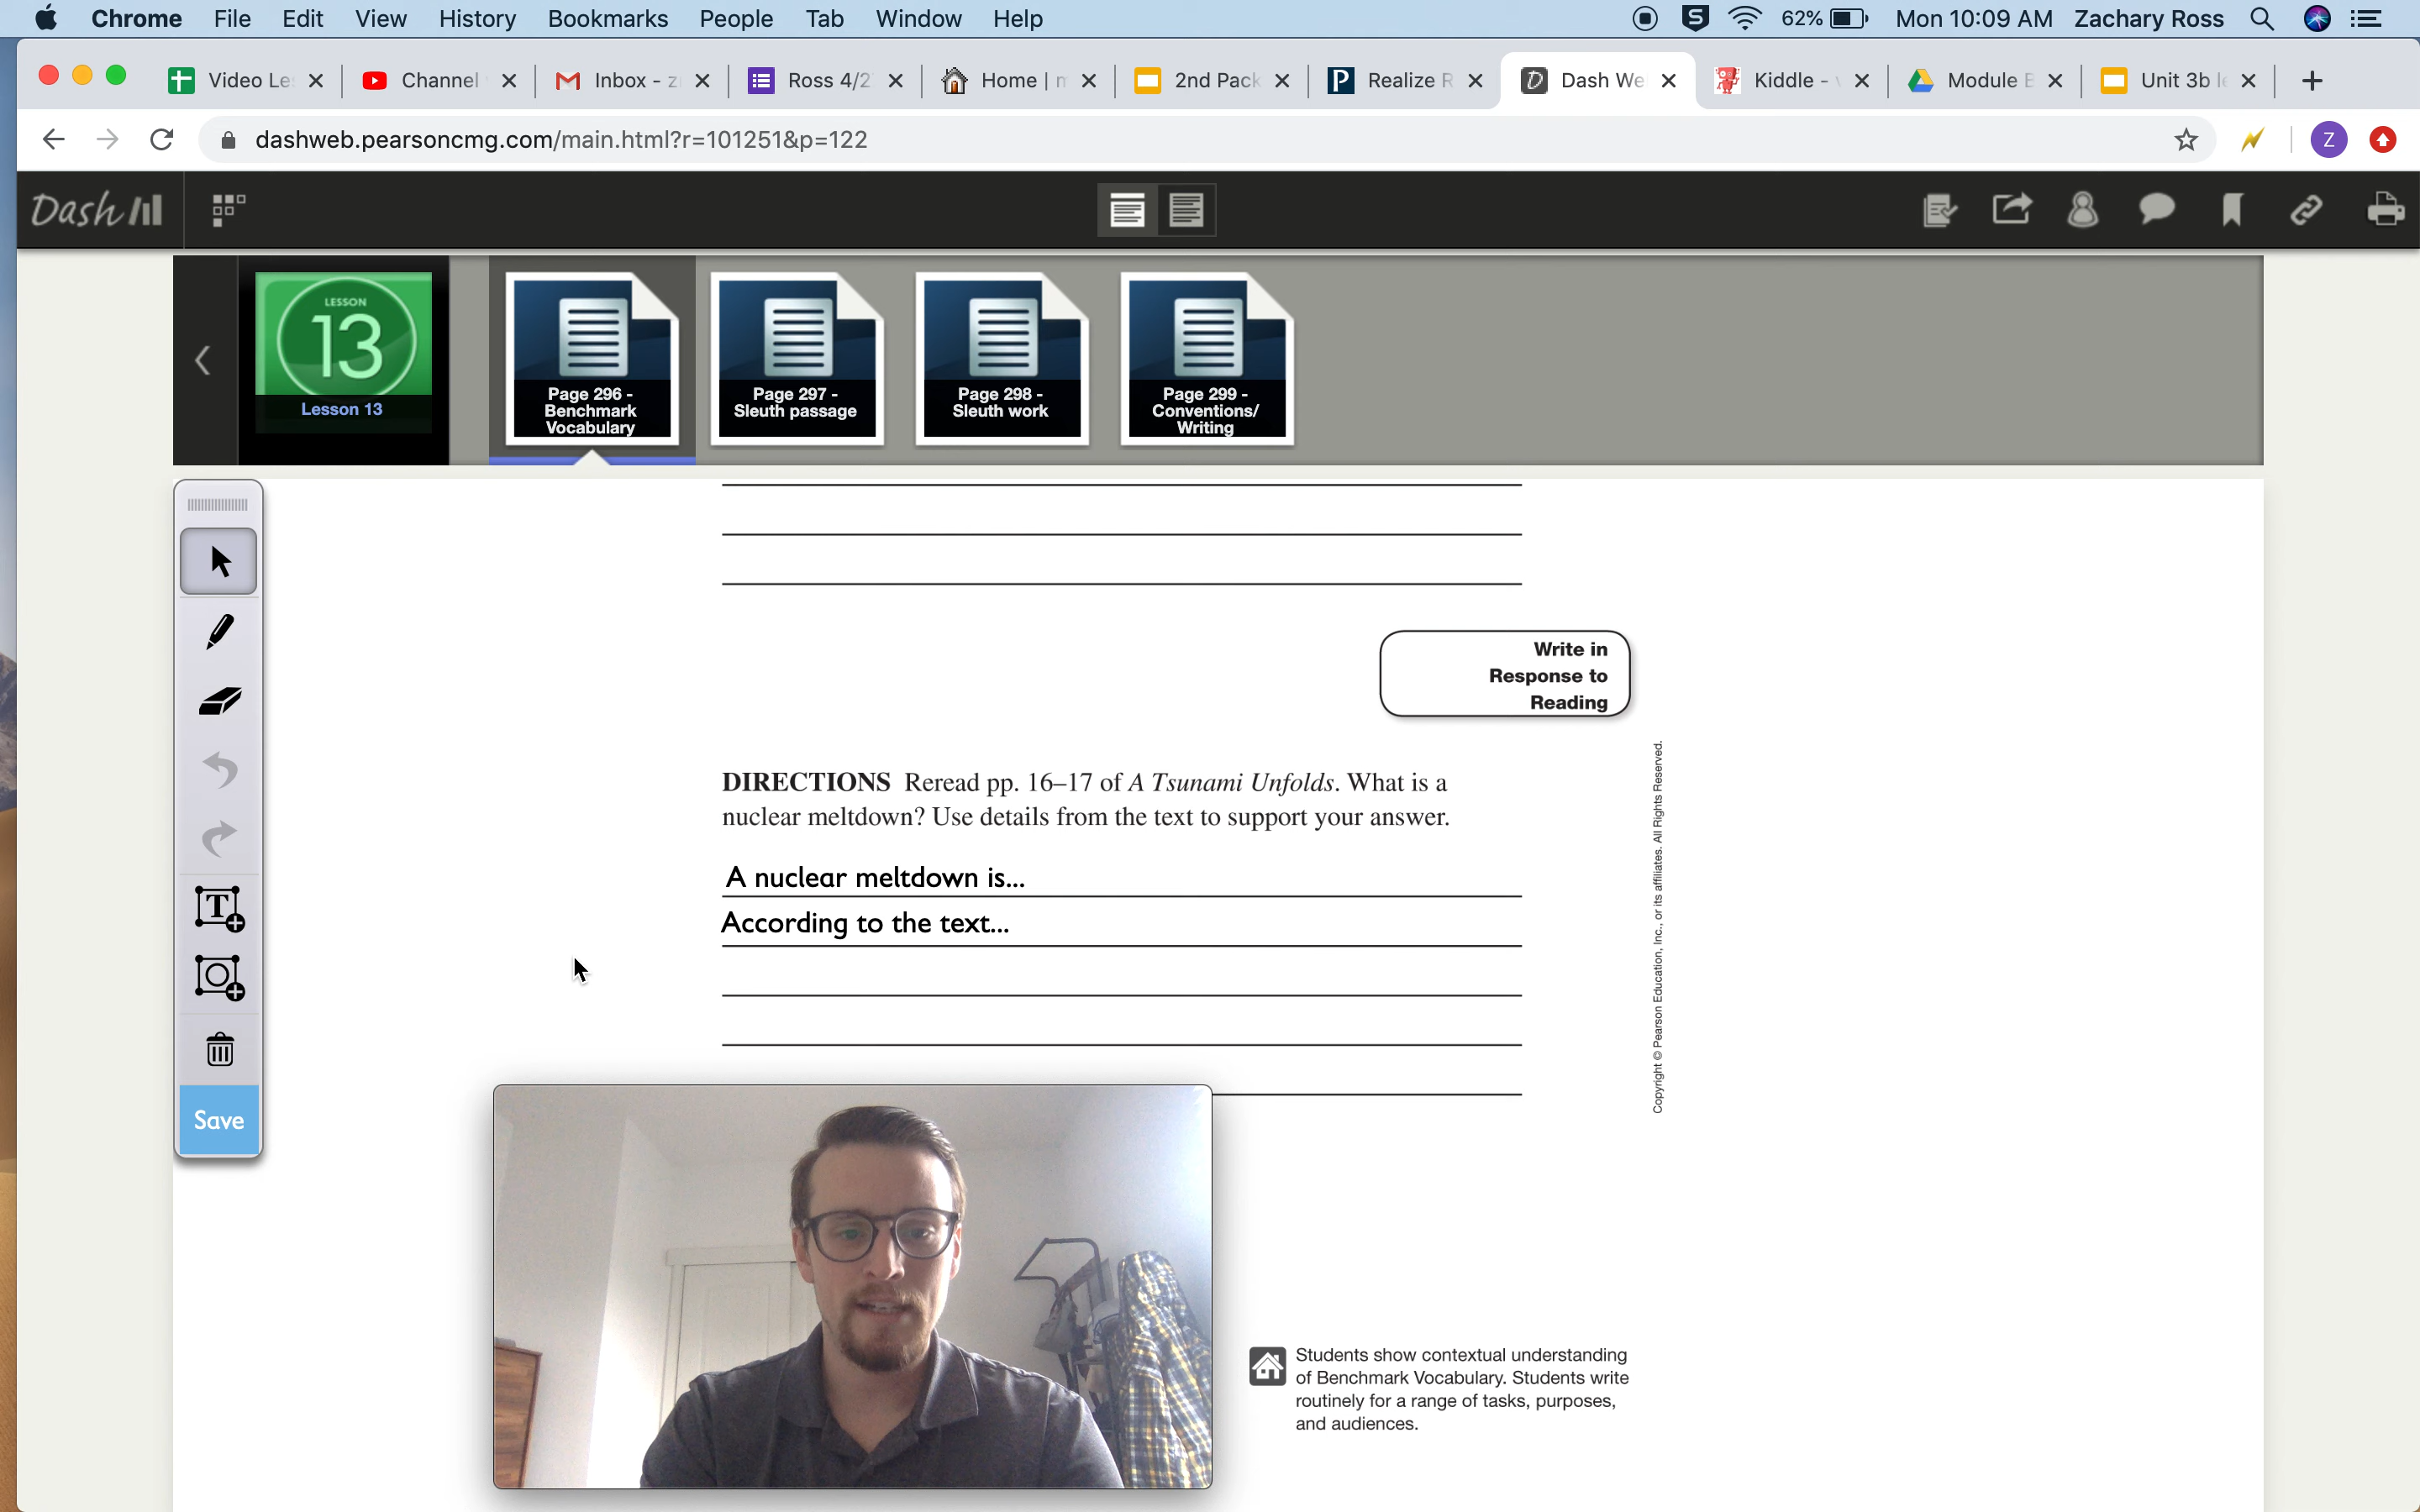 Chrome File Edit View History Bookmarks People Tab Window Help 62% Mon 10:09 AM Zachary Ross
Video Le Channel Inbox - z Ross 4/2 Home | m 2nd Pack Realize R Dash We Kiddle - Module Unit 3b le
dashweb.pearsoncmg.com/main.html?r=101251&p=122
Z
Dash
LESSON
13
Lesson 13
Page 296 -
Benchmark
Vocabulary
Page 297 -
Sleuth passage
Page 298 -
Sleuth work
Page 299 -
Conventions/
Writing
Write in
Response to
Reading
DIRECTIONS Reread pp. 16–17 of A Tsunami Unfolds. What is a
nuclear meltdown? Use details from the text to support your answer.
A nuclear meltdown is...
According to the text...
T
Save
Copyright © Pearson Education, Inc., or its affiliates. All Rights Reserved.
Students show contextual understanding
of Benchmark Vocabulary. Students write
routinely for a range of tasks, purposes,
and audiences.